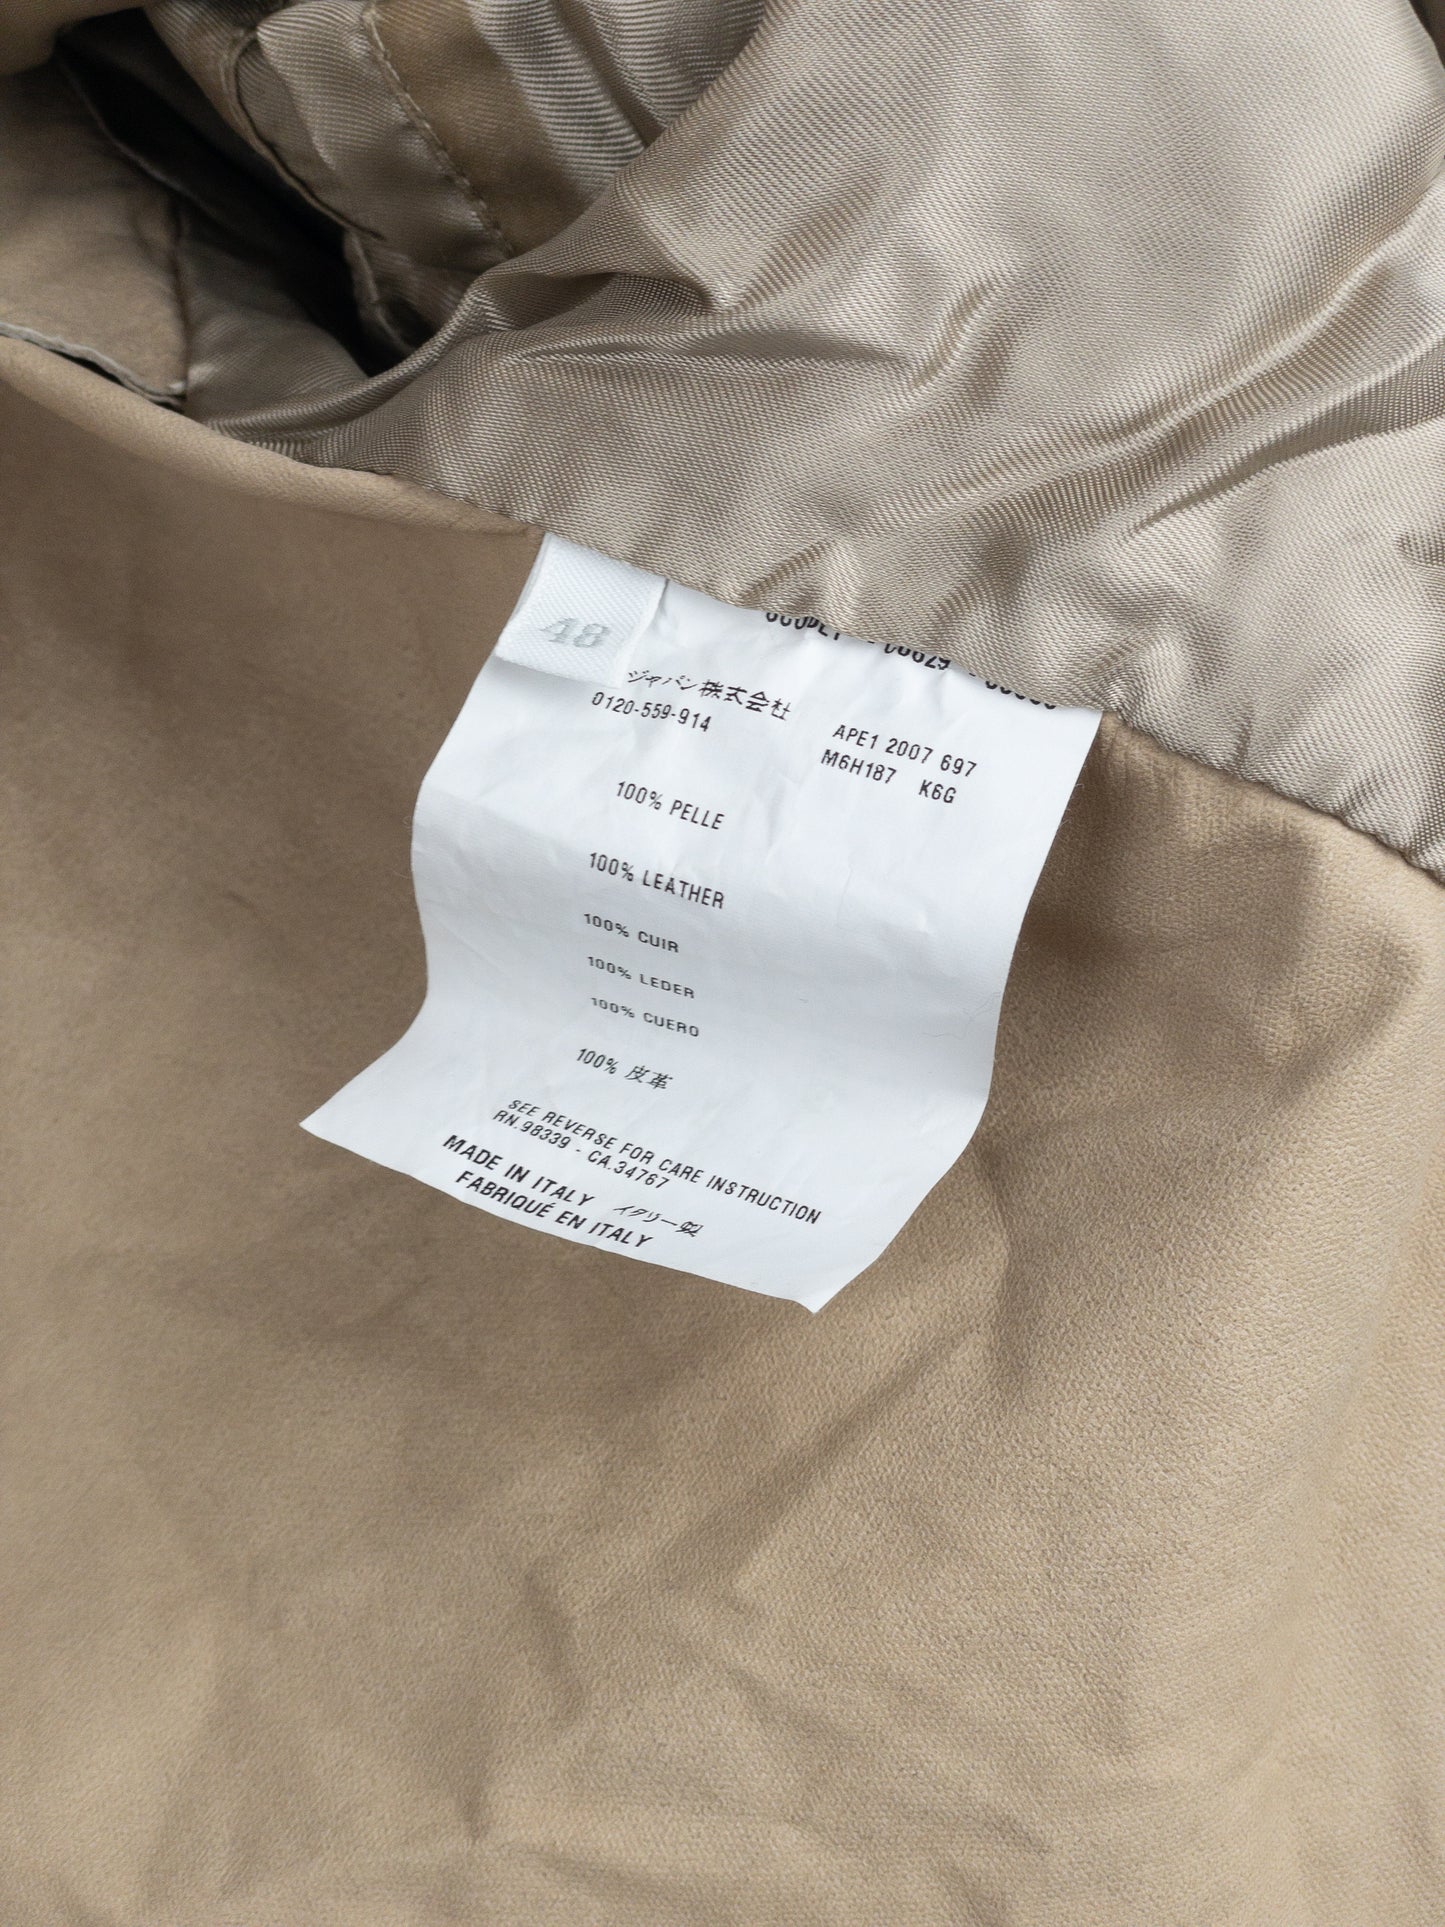 48
ジャパン株式会社
0120-559-914
APE1 2007 697
M6H187 K6G
100% PELLE
100% LEATHER
100% CUIR
100% LEDER
100% CUERO
100% 皮革
SEE REVERSE FOR CARE INSTRUCTION
RN.98339 - CA.34767
MADE IN ITALY イタリー製
FABRIQUÉ EN ITALY